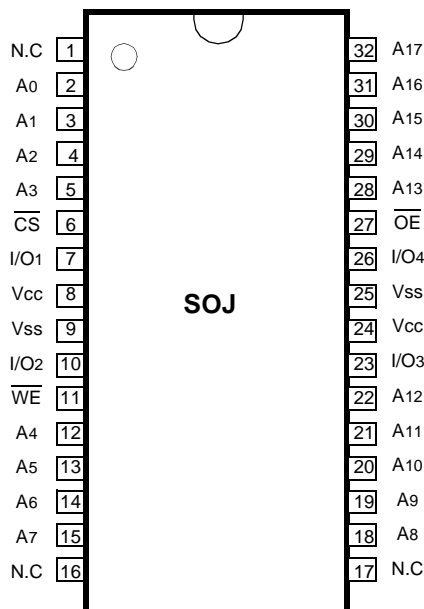 N.C 1 32 A17
A0 2 31 A16
A1 3 30 A15
A2 4 29 A14
A3 5 28 A13
CS 6 27 OE
I/O1 7 26 I/O4
Vcc 8 25 Vss
SOJ
Vss 9 24 Vcc
I/O2 10 23 I/O3
WE 11 22 A12
A4 12 21 A11
A5 13 20 A10
A6 14 19 A9
A7 15 18 A8
N.C 16 17 N.C